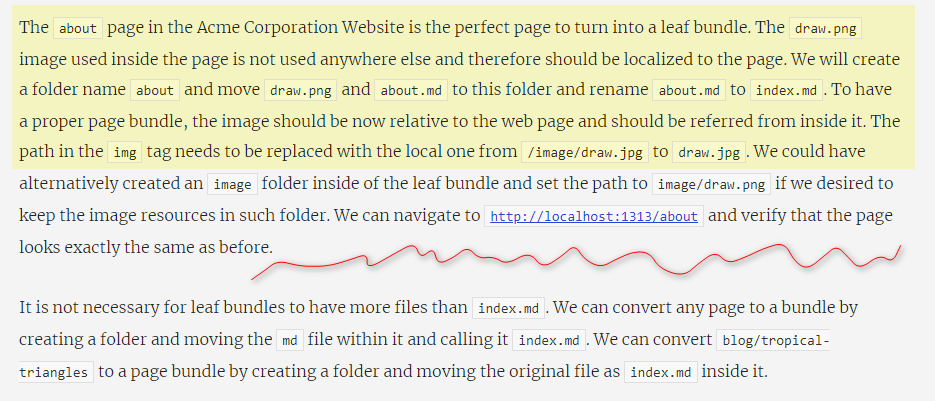 The about page in the Acme Corporation Website is the perfect page to turn into a leaf bundle. The draw.png
image used inside the page is not used anywhere else and therefore should be localized to the page. We will create
a folder name about and move draw.png and about.md to this folder and rename about.md to index.md. To have
a proper page bundle, the image should be now relative to the web page and should be referred from inside it. The
path in the img tag needs to be replaced with the local one from /image/draw.jpg to draw.jpg. We could have
alternatively created an image folder inside of the leaf bundle and set the path to image/draw.png if we desired to
keep the image resources in such folder. We can navigate to http://localhost:1313/about and verify that the page
looks exactly the same as before.
It is not necessary for leaf bundles to have more files than index.md. We can convert any page to a bundle by
creating a folder and moving the md file within it and calling it index.md. We can convert blog/tropical-
triangles to a page bundle by creating a folder and moving the original file as index.md inside it.